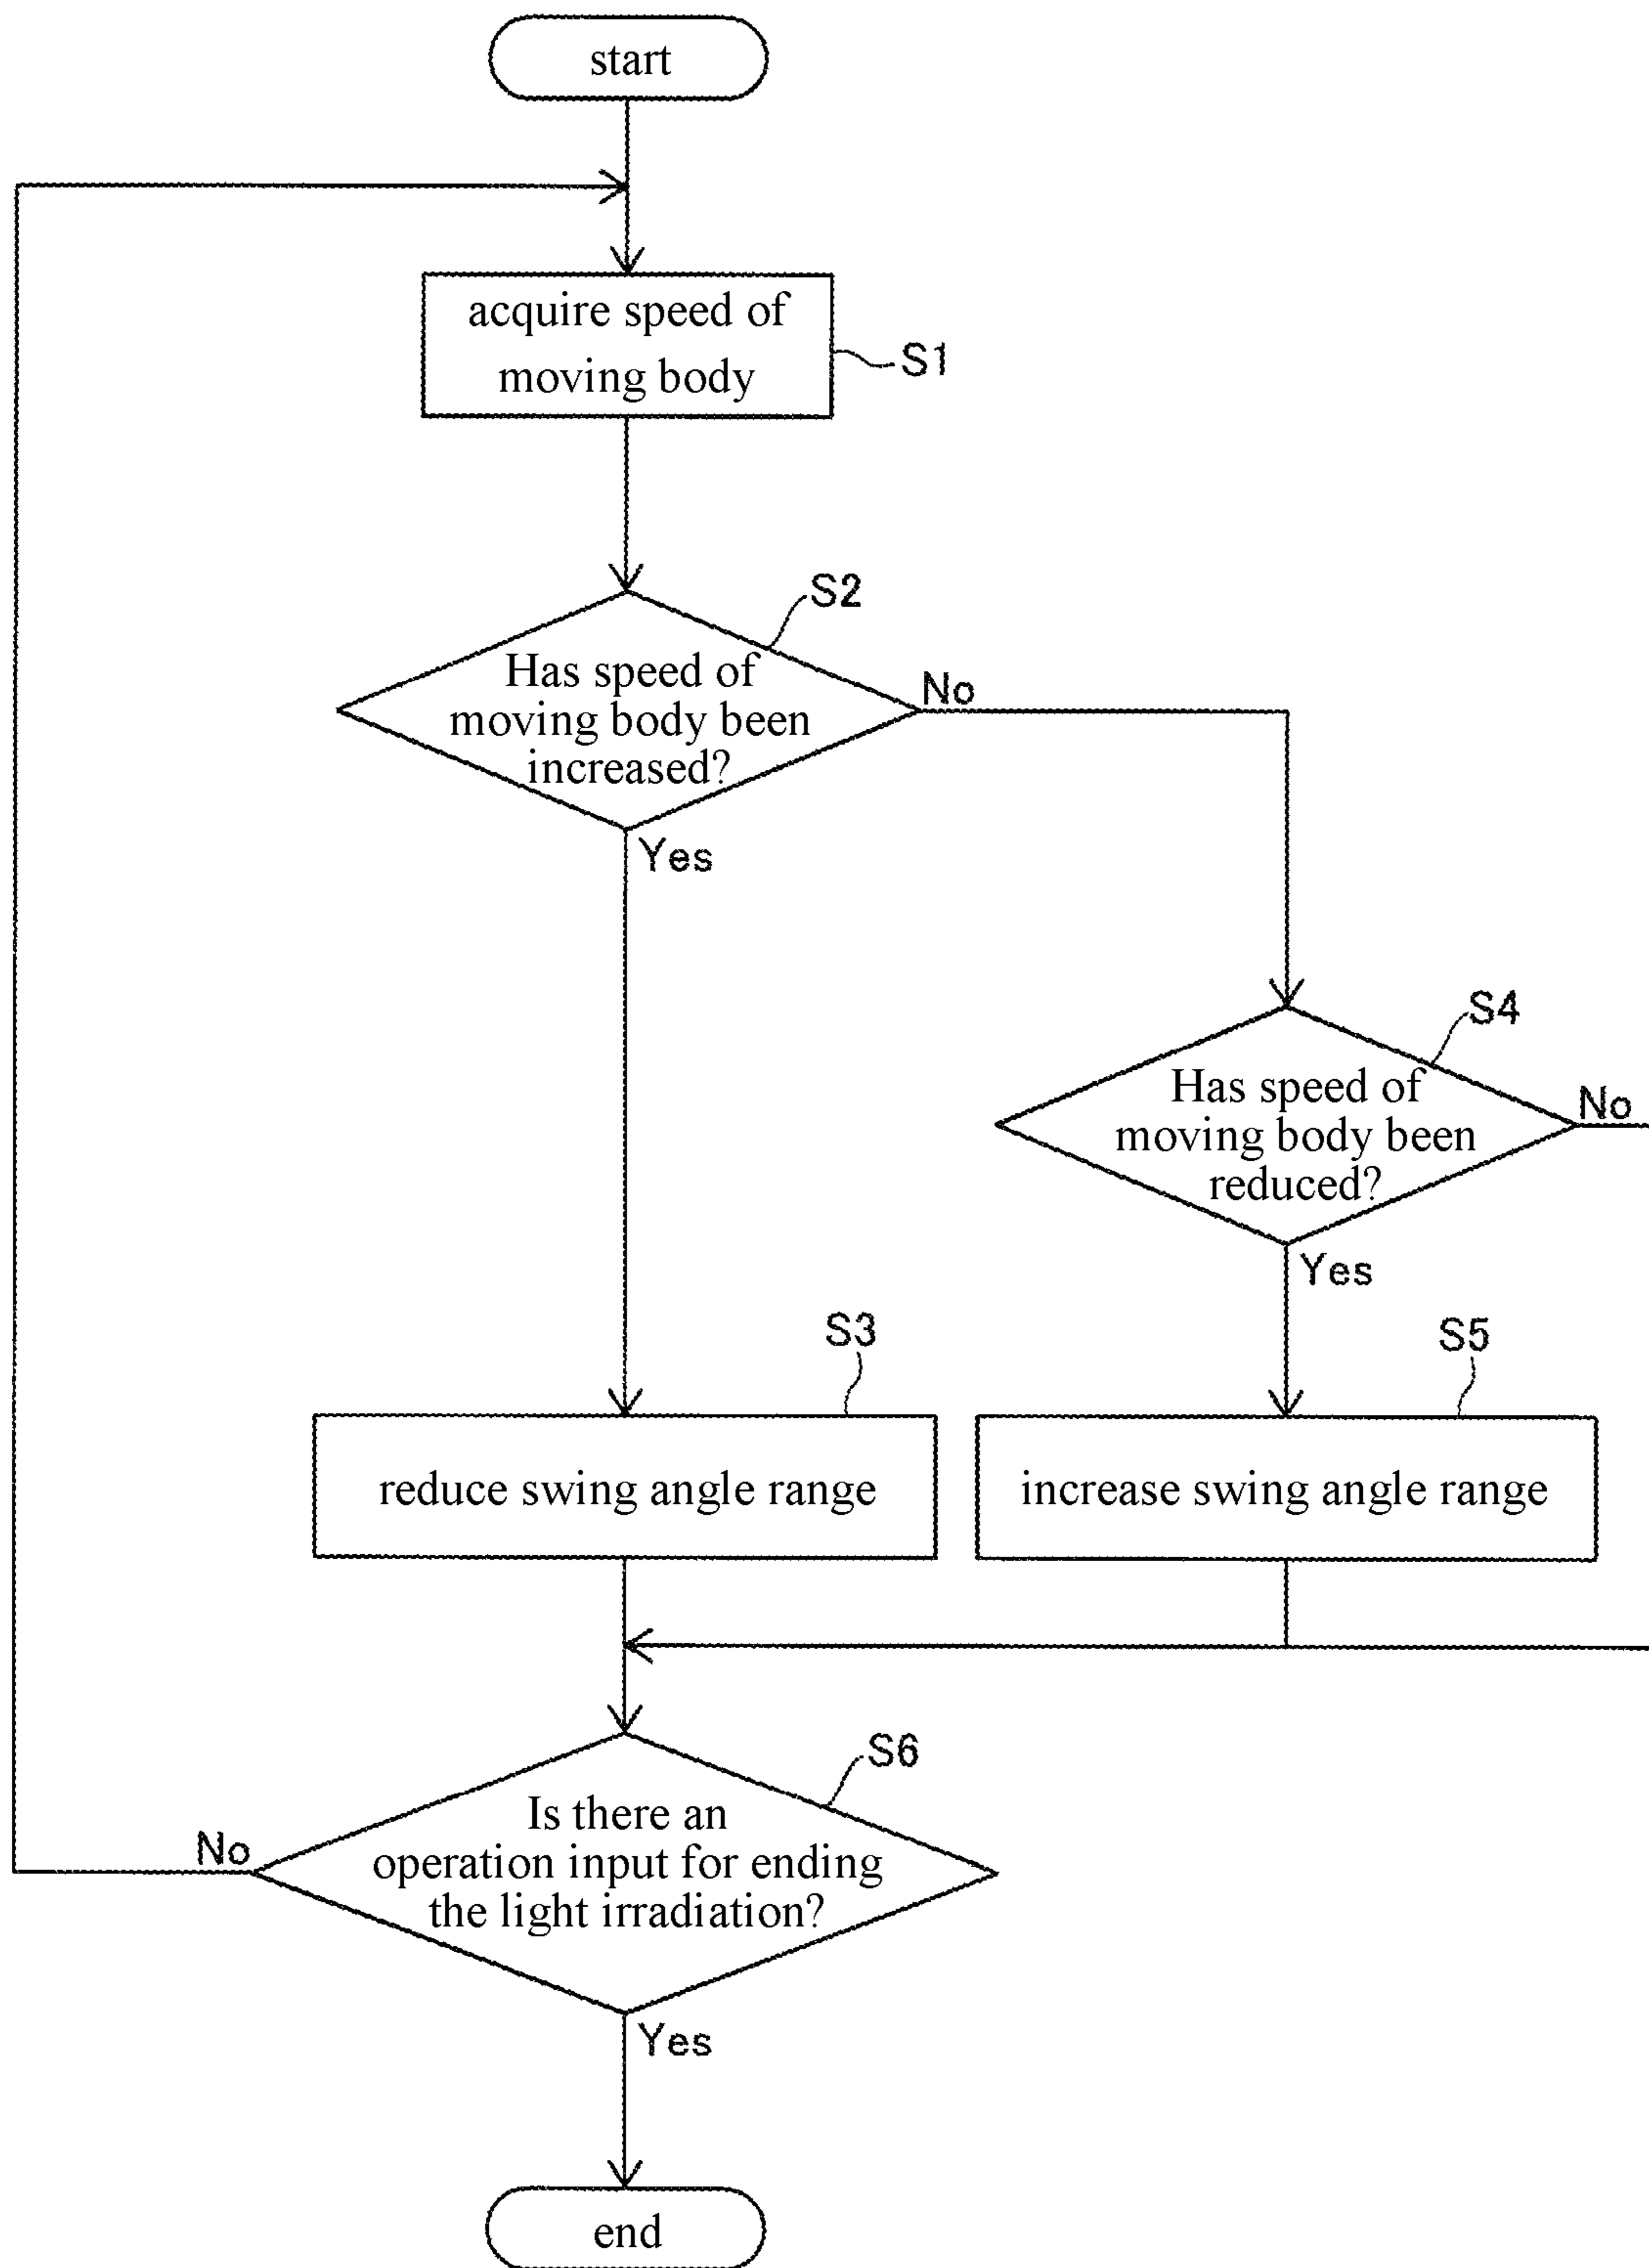 start
acquire speed of
moving body
S1
S2
Has speed of
moving body been
increased?
No
Yes
S4
Has speed of
moving body been
reduced?
No
Yes
S3
reduce swing angle range
S5
increase swing angle range
S6
Is there an
operation input for ending
the light irradiation?
No
Yes
end